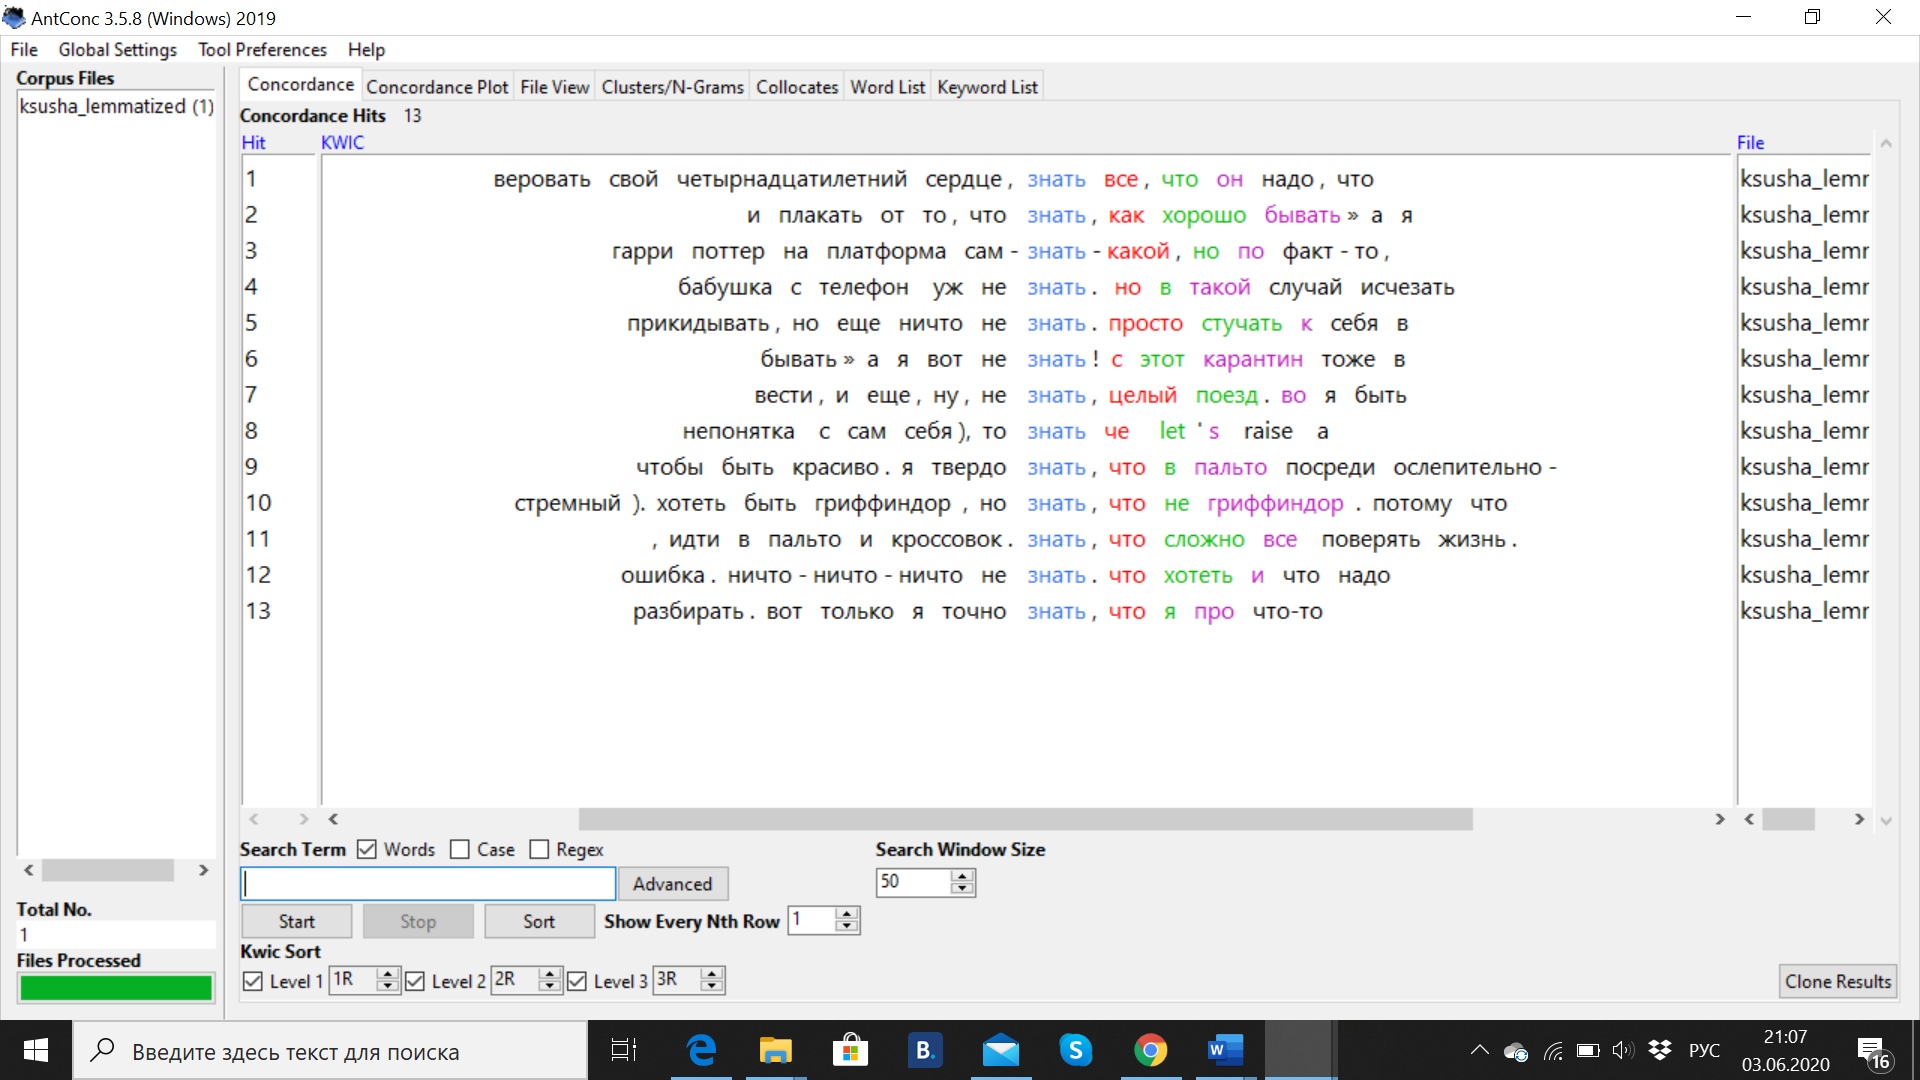 AntConc 3.5.8 (Windows) 2019
File Global Settings Tool Preferences Help
Corpus Files
ksusha_lemmatized (1)
Concordance Concordance Plot File View Clusters/N-Grams Collocates Word List Keyword List
Concordance Hits 13
Hit KWIC File
1 веровать свой четырнадцатилетний сердце, знать все, что он надо, что ksusha_lemr
2 и плакать от то, что знать, как хорошо бывать» а я ksusha_lemr
3 гарри поттер на платформа сам-знать-какой, но по факт-то, ksusha_lemr
4 бабушка с телефон уж не знать. но в такой случай исчезать ksusha_lemr
5 прикидывать, но еще ничто не знать. просто стучать к себя в ksusha_lemr
6 бывать» а я вот не знать! с этот карантин тоже в ksusha_lemr
7 вести, и еще, ну, не знать, целый поезд. во я быть ksusha_lemr
8 непонятка с сам себя), то знать че let's raise a ksusha_lemr
9 чтобы быть красиво. я твердо знать, что в пальто посреди ослепительно- ksusha_lemr
10 стремный ). хотеть быть гриффиндор, но знать, что не гриффиндор. потому что ksusha_lemr
11 , идти в пальто и кроссовок. знать, что сложно все поверять жизнь. ksusha_lemr
12 ошибка. ничто-ничто-ничто не знать. что хотеть и что надо ksusha_lemr
13 разбирать. вот только я точно знать, что я про что-то ksusha_lemr
Search Term Words Case Regex Search Window Size
Advanced 50
Start Stop Sort Show Every Nth Row 1
Total No.
1
Files Processed
Kwic Sort
Level 1 1R Level 2 2R Level 3 3R Clone Results
Введите здесь текст для поиска
B. S W РУС 21:07
03.06.2020
16